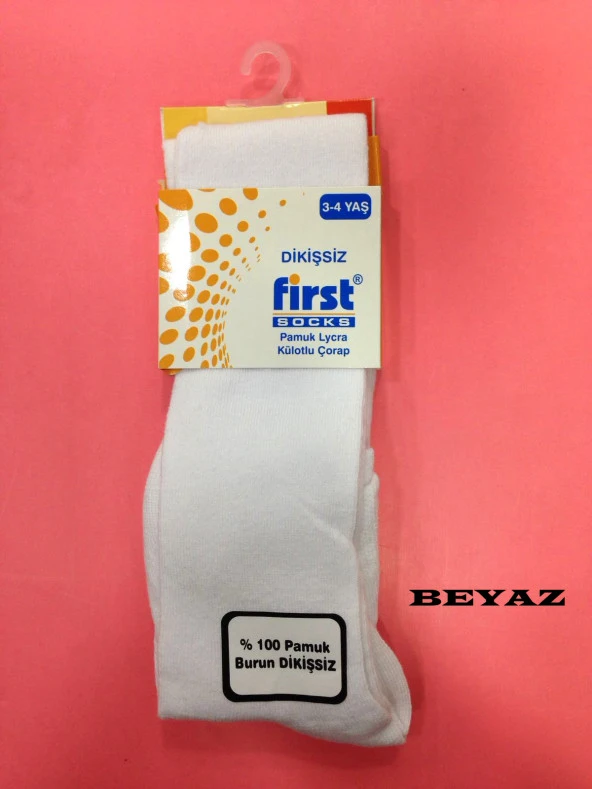 3-4 YAŞ
DİKİŞSİZ
first®
SOCKS
Pamuk Lycra
Külotlu Çorap
BEYAZ
% 100 Pamuk
Burun DİKİŞSİZ